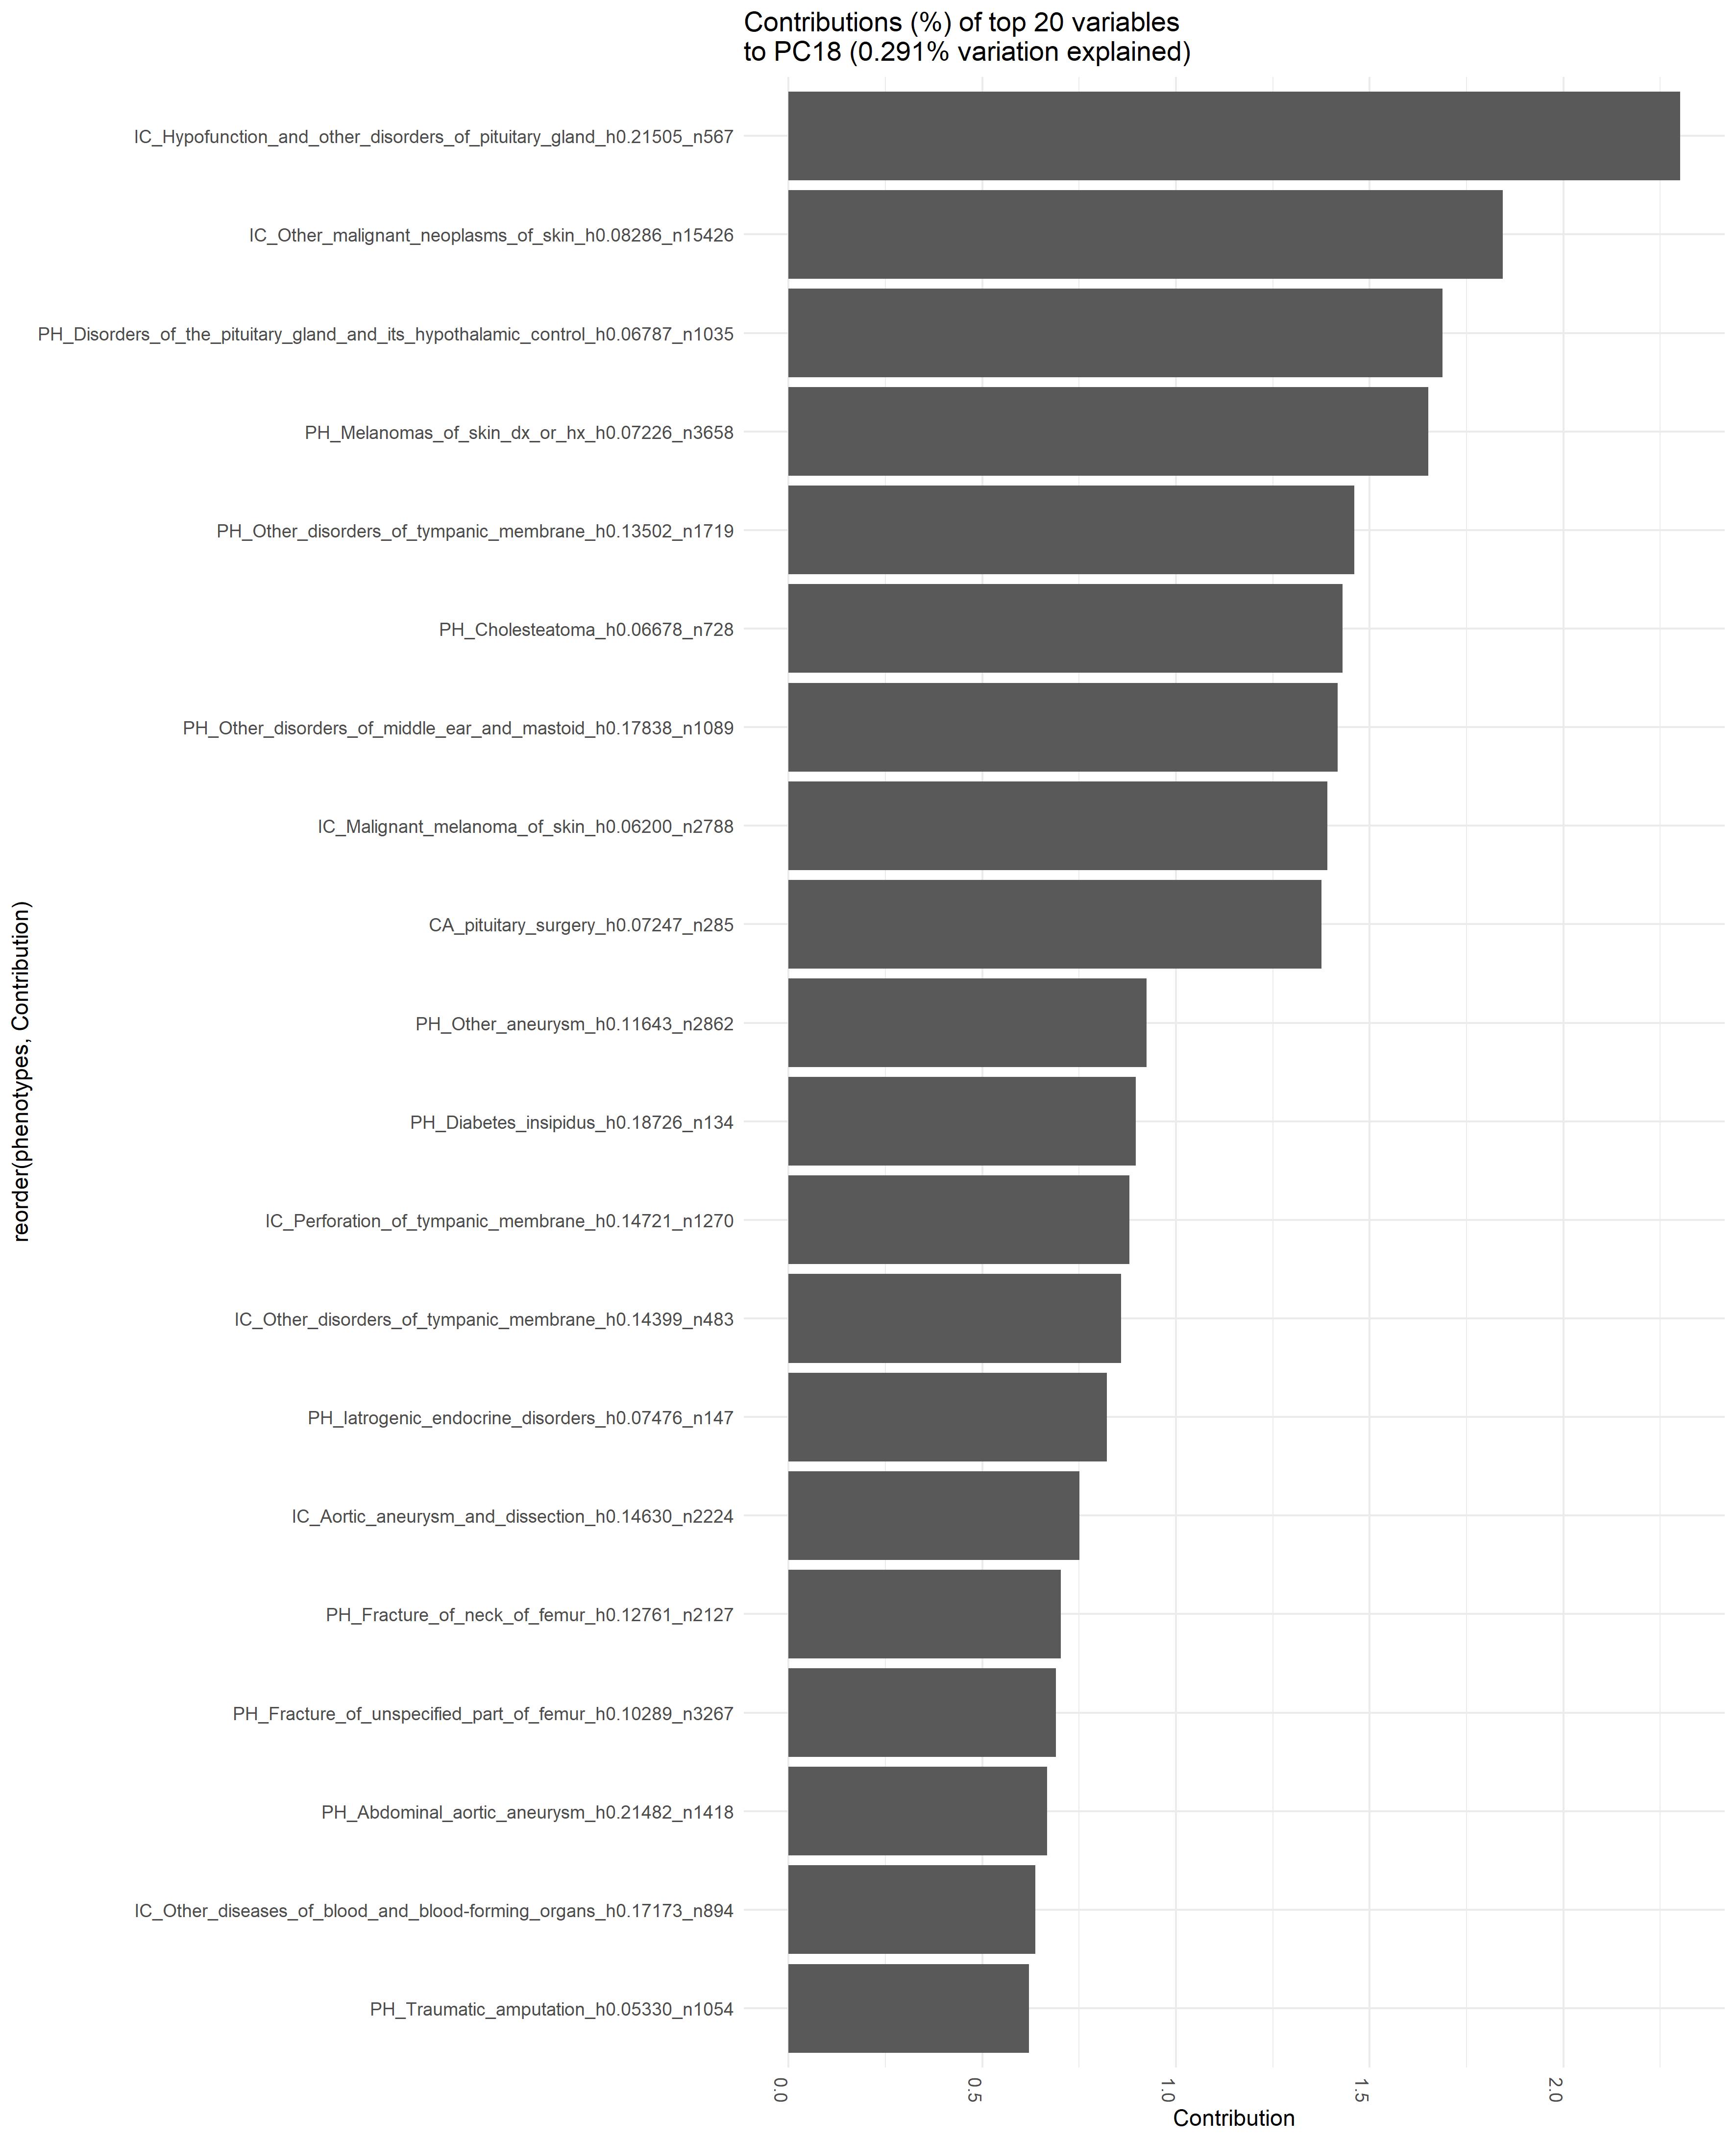 Contributions (%) of top 20 variables
to PC18 (0.291% variation explained)
IC_Hypofunction_and_other_disorders_of_pituitary_gland_h0.21505_n567
IC_Other_malignant_neoplasms_of_skin_h0.08286_n15426
PH_Disorders_of_the_pituitary_gland_and_its_hypothalamic_control_h0.06787_n1035
PH_Melanomas_of_skin_dx_or_hx_h0.07226_n3658
PH_Other_disorders_of_tympanic_membrane_h0.13502_n1719
PH_Cholesteatoma_h0.06678_n728
PH_Other_disorders_of_middle_ear_and_mastoid_h0.17838_n1089
IC_Malignant_melanoma_of_skin_h0.06200_n2788
CA_pituitary_surgery_h0.07247_n285
PH_Other_aneurysm_h0.11643_n2862
PH_Diabetes_insipidus_h0.18726_n134
IC_Perforation_of_tympanic_membrane_h0.14721_n1270
IC_Other_disorders_of_tympanic_membrane_h0.14399_n483
PH_Iatrogenic_endocrine_disorders_h0.07476_n147
IC_Aortic_aneurysm_and_dissection_h0.14630_n2224
PH_Fracture_of_neck_of_femur_h0.12761_n2127
PH_Fracture_of_unspecified_part_of_femur_h0.10289_n3267
PH_Abdominal_aortic_aneurysm_h0.21482_n1418
IC_Other_diseases_of_blood_and_blood-forming_organs_h0.17173_n894
PH_Traumatic_amputation_h0.05330_n1054
reorder(phenotypes, Contribution)
0.0
0.5
1.0
1.5
2.0
Contribution